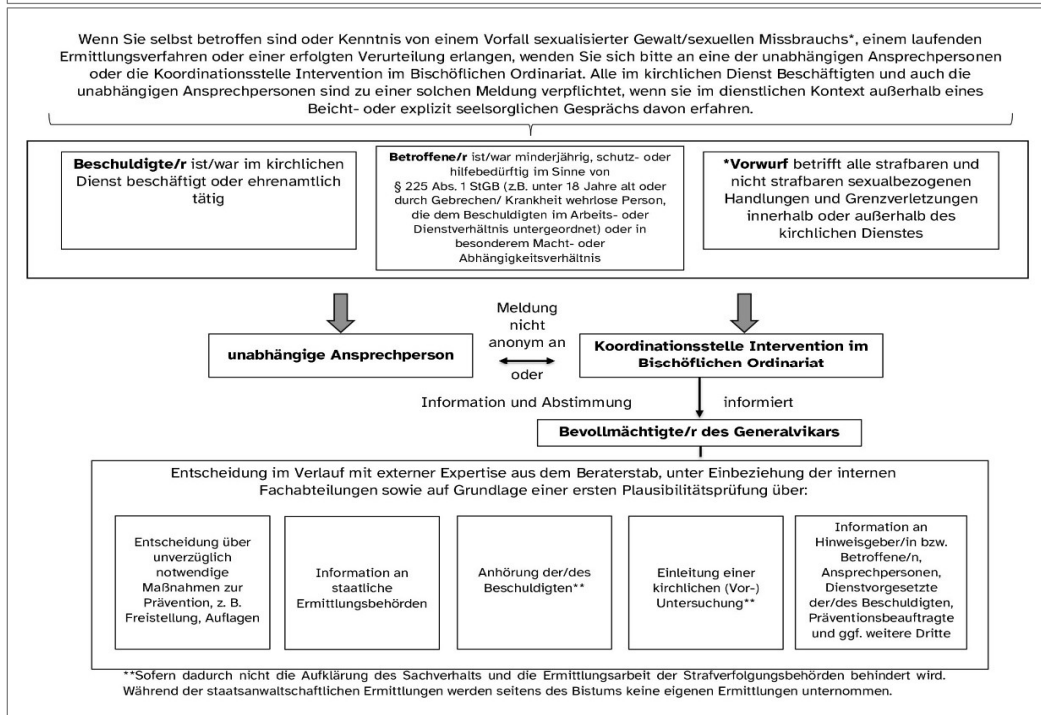 Wenn Sie selbst betroffen sind oder Kenntnis von einem Vorfall sexualisierter Gewalt/sexuellen Missbrauchs*, einem laufenden
Ermittlungsverfahren oder einer erfolgten Verurteilung erlangen, wenden Sie sich bitte an eine der unabhängigen Ansprechpersonen
oder die Koordinationsstelle Intervention im Bischöflichen Ordinariat. Alle im kirchlichen Dienst Beschäftigten und auch die
unabhängigen Ansprechpersonen sind zu einer solchen Meldung verpflichtet, wenn sie im dienstlichen Kontext außerhalb eines
Beicht- oder explizit seelsorglichen Gesprächs davon erfahren.
Beschuldigte/r ist/war im kirchlichen
Dienst beschäftigt oder ehrenamtlich
tätig
Betroffene/r ist/war minderjährig, schutz- oder
hilfebedürftig im Sinne von
§ 225 Abs. 1 StGB (z.B. unter 18 Jahre alt oder
durch Gebrechen/ Krankheit wehrlose Person,
die dem Beschuldigten im Arbeits- oder
Dienstverhältnis untergeordnet) oder in
besonderem Macht- oder
Abhängigkeitsverhältnis
*Vorwurf betrifft alle strafbaren und
nicht strafbaren sexualbezogenen
Handlungen und Grenzverletzungen
innerhalb oder außerhalb des
kirchlichen Dienstes
unabhängige Ansprechperson
Meldung
nicht
anonym an
oder
Koordinationsstelle Intervention im
Bischöflichen Ordinariat
Information und Abstimmung
informiert
Bevollmächtigte/r des Generalvikars
Entscheidung im Verlauf mit externer Expertise aus dem Beraterstab, unter Einbeziehung der internen
Fachabteilungen sowie auf Grundlage einer ersten Plausibilitätsprüfung über:
Entscheidung über
unverzüglich
notwendige
Maßnahmen zur
Prävention, z. B.
Freistellung, Auflagen
Information an
staatliche
Ermittlungsbehörden
Anhörung der/des
Beschuldigten**
Einleitung einer
kirchlichen (Vor-)
Untersuchung**
Information an
Hinweisgeber/in bzw.
Betroffene/n,
Ansprechpersonen,
Dienstvorgesetzte
der/des Beschuldigten,
Präventionsbeauftragte
und ggf. weitere Dritte
**Sofern dadurch nicht die Aufklärung des Sachverhalts und die Ermittlungsarbeit der Strafverfolgungsbehörden behindert wird.
Während der staatsanwaltschaftlichen Ermittlungen werden seitens des Bistums keine eigenen Ermittlungen unternommen.